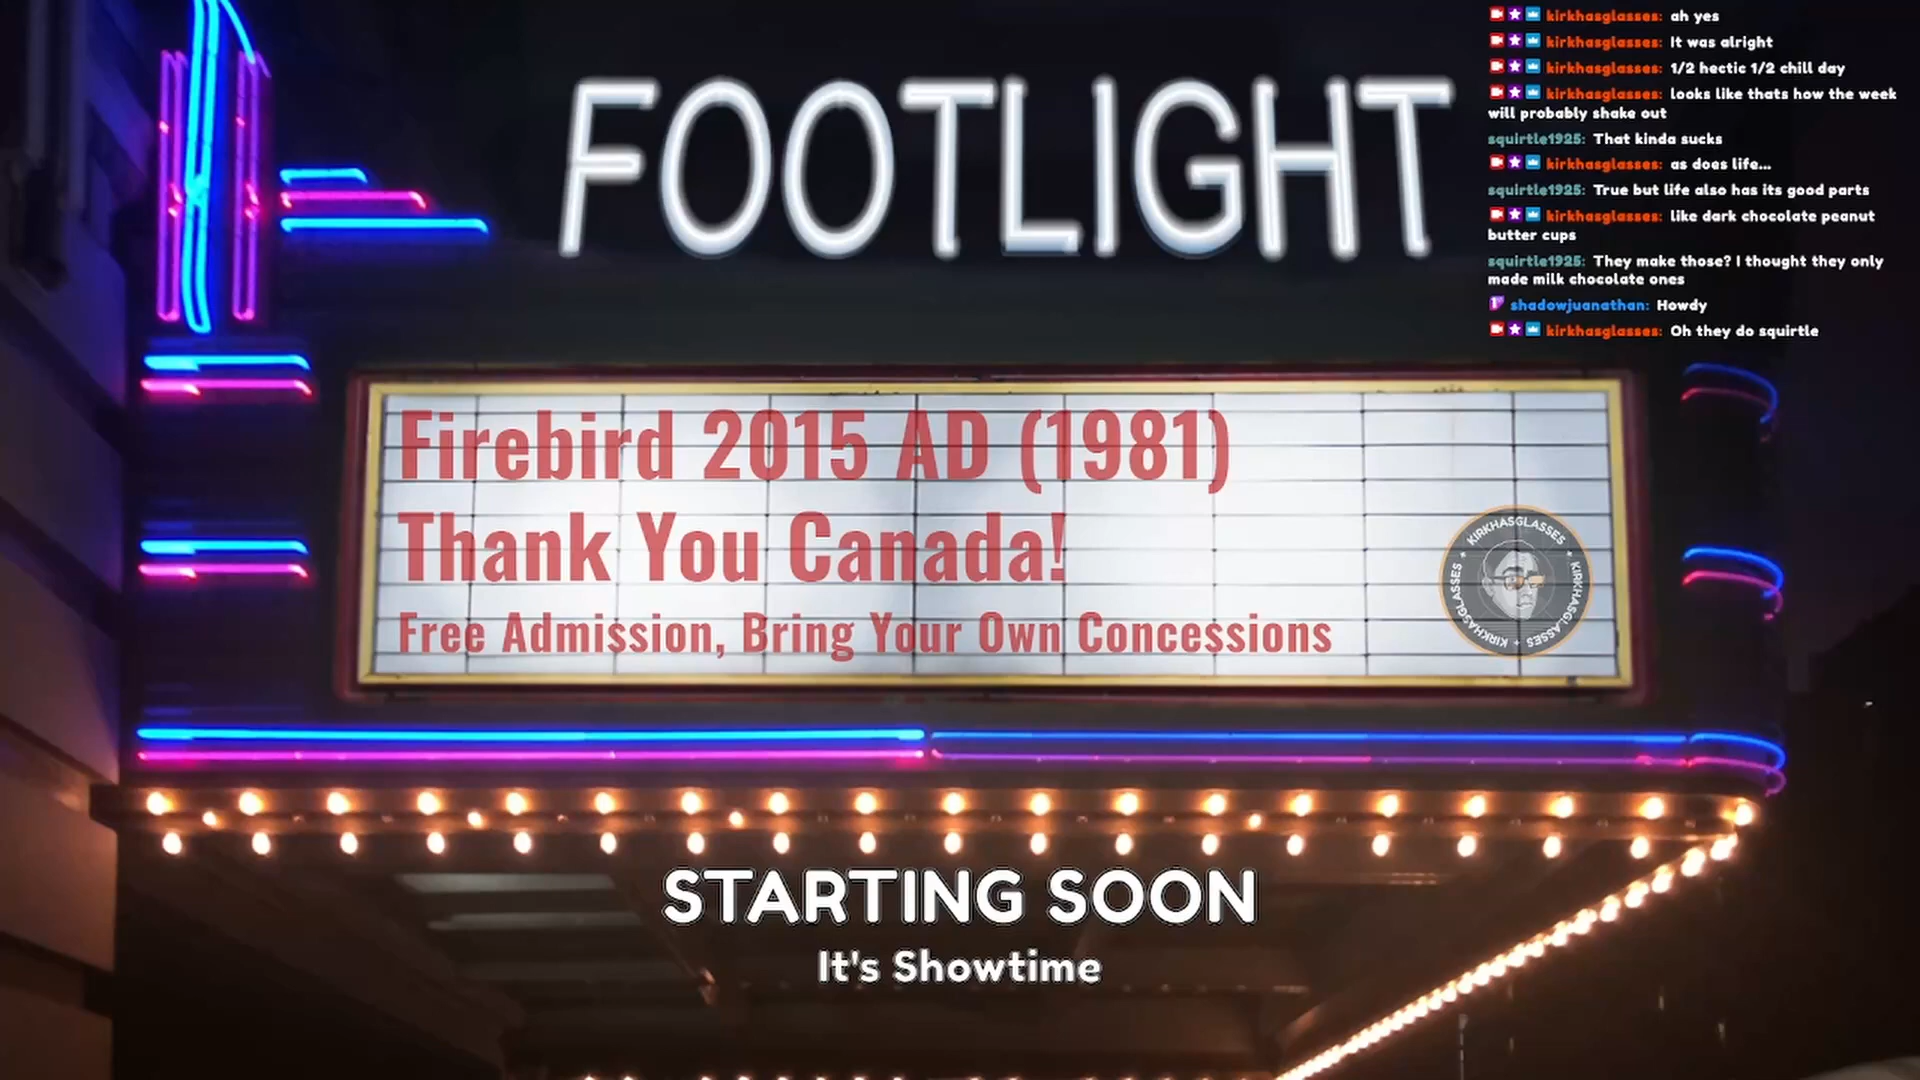 FOOTLIGHT
kirkhasglasses: ah yes
kirkhasglasses: It was alright
kirkhasglasses: 1/2 hectic 1/2 chill day
kirkhasglasses: looks like thats how the week
will probably shake out
squirtle1925: That kinda sucks
kirkhasglasses: as does life...
squirtle1925: True but life also has its good parts
kirkhasglasses: like dark chocolate peanut
butter cups
squirtle1925: They make those? I thought they only
made milk chocolate ones
shadowjuanathan: Howdy
kirkhasglasses: Oh they do squirtle
Firebird 2015 AD (1981)
Thank You Canada!
Free Admission, Bring Your Own Concessions
KIRKHASGLASSES + KIRKHASGLASSES + KIRKHASGLASSES + KIRKHASGLASSES
STARTING SOON
It's Showtime